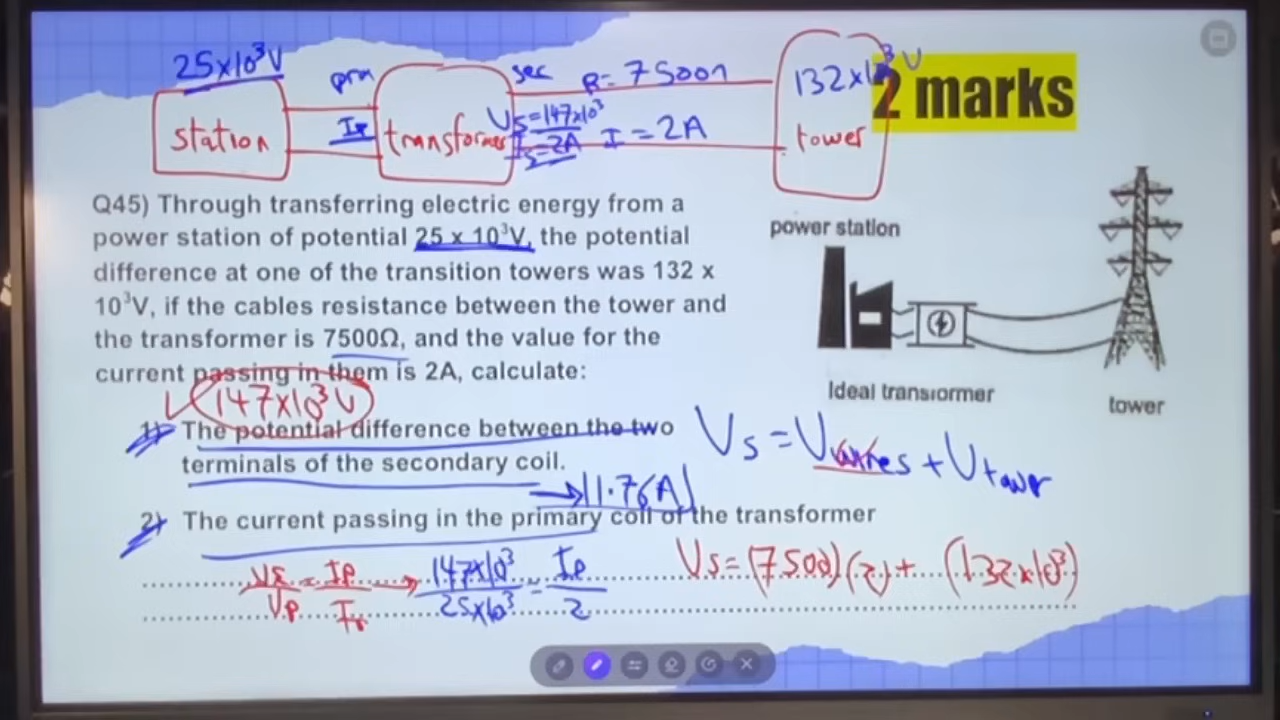 25x10³V
prm
sec
R= 7500Ω
132x10³ V
2 marks
station
Ip
transformer
Vs=147x10³
Is=2A
I = 2A
tower
Q45) Through transferring electric energy from a
power station of potential 25 x 10³V, the potential
difference at one of the transition towers was 132 x
10³V, if the cables resistance between the tower and
the transformer is 7500Ω, and the value for the
current passing in them is 2A, calculate:
power station
Ideal transformer
tower
147x10³V
1) The potential difference between the two
terminals of the secondary coil.
Vs = Vwires + Vtower
→ 11.76A
2) The current passing in the primary coil of the transformer
Vs/Vp = Ip/Is → 147x10³/25x10³ = Ip/2
Vs = (7500)(2) + (132x10³)